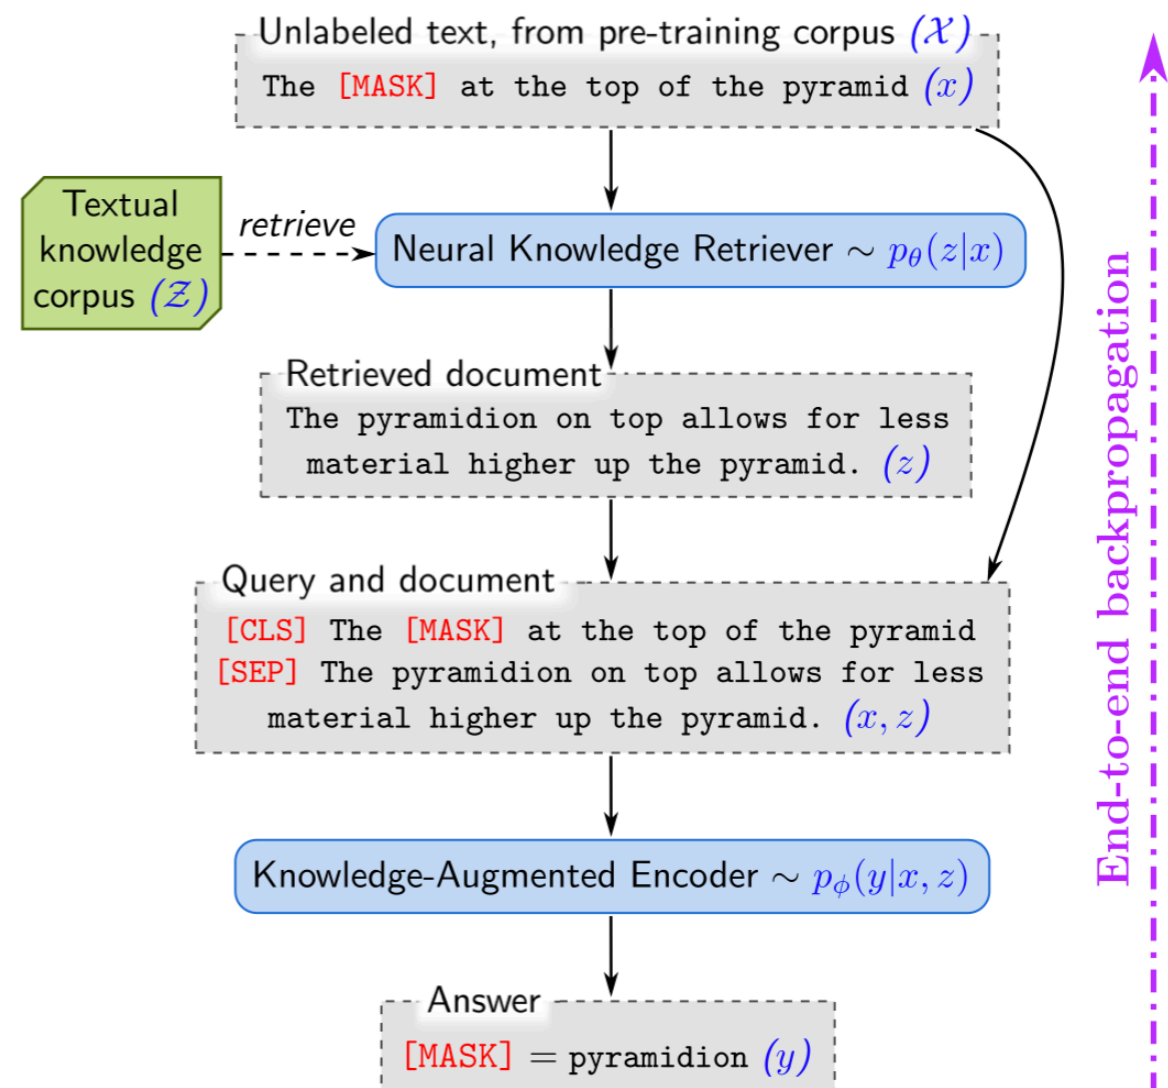 Unlabeled text, from pre-training corpus (𝒳)
The [MASK] at the top of the pyramid (x)
Textual
knowledge
corpus (𝒵)
retrieve
Neural Knowledge Retriever ~ pθ(z|x)
Retrieved document
The pyramidion on top allows for less
material higher up the pyramid. (z)
Query and document
[CLS] The [MASK] at the top of the pyramid
[SEP] The pyramidion on top allows for less
material higher up the pyramid. (x, z)
Knowledge-Augmented Encoder ~ pϕ(y|x, z)
Answer
[MASK] = pyramidion (y)
End-to-end backpropagation